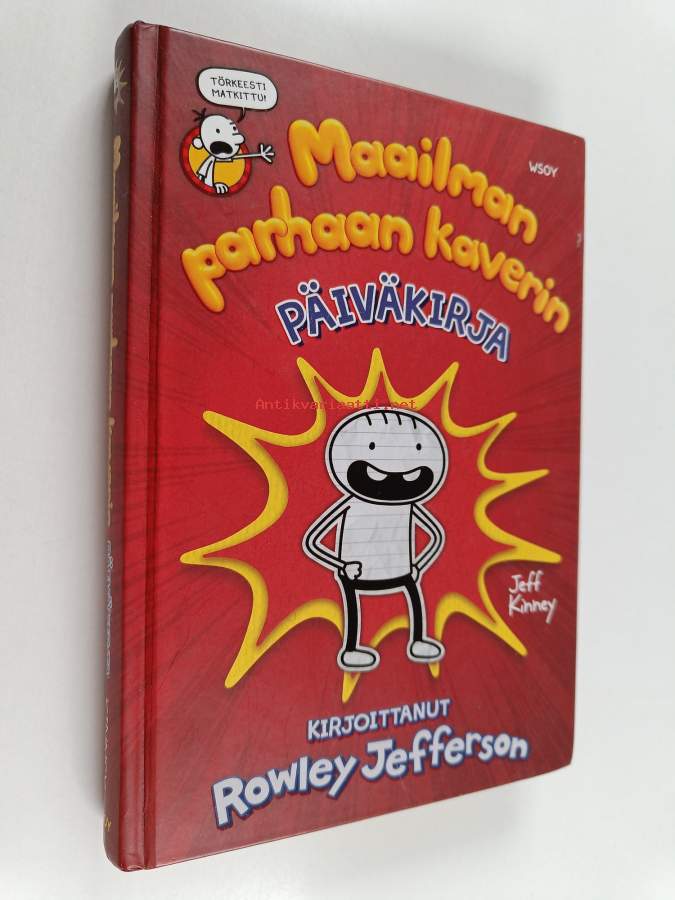 TÖRKEESTI
MATKITTU!
WSOY
Maailman
parhaan kaverin
PÄIVÄKIRJA
Antikvariaatti.net
Jeff
Kinney
KIRJOITTANUT
Rowley Jefferson